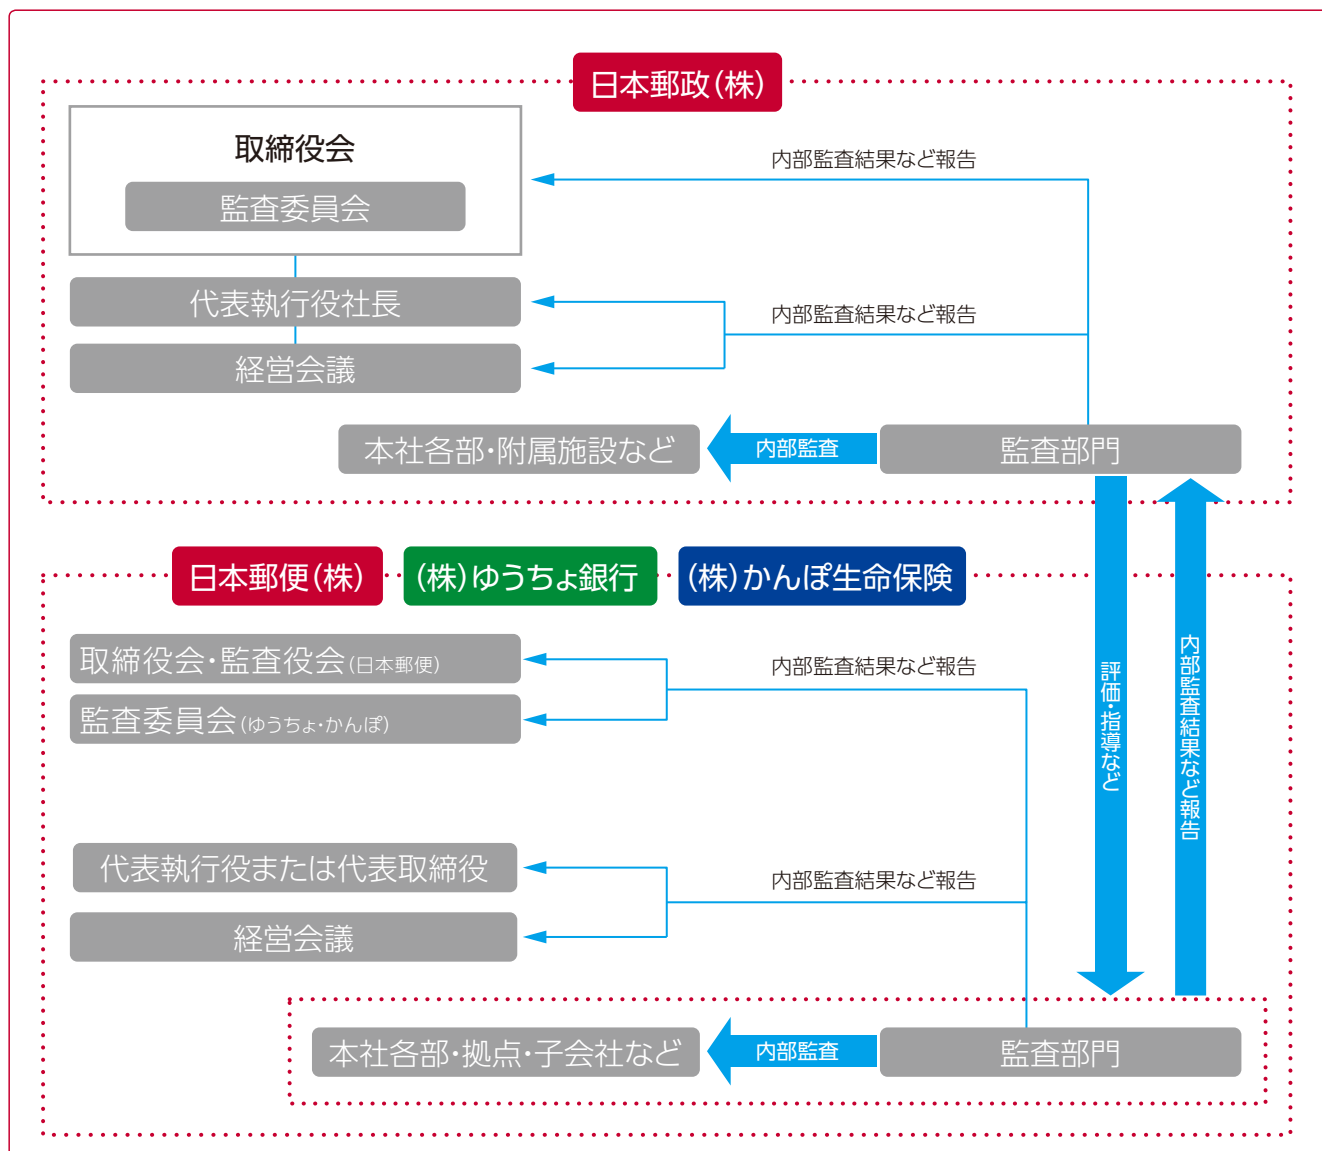 日本郵政(株)
取締役会
監査委員会
内部監査結果など報告
代表執行役社長
内部監査結果など報告
経営会議
本社各部・附属施設など
内部監査
監査部門
日本郵便(株)
(株)ゆうちょ銀行
(株)かんぽ生命保険
取締役会・監査役会(日本郵便)
内部監査結果など報告
監査委員会(ゆうちょ・かんぽ)
評価・指導など
内部監査結果など報告
代表執行役または代表取締役
内部監査結果など報告
経営会議
本社各部・拠点・子会社など
内部監査
監査部門